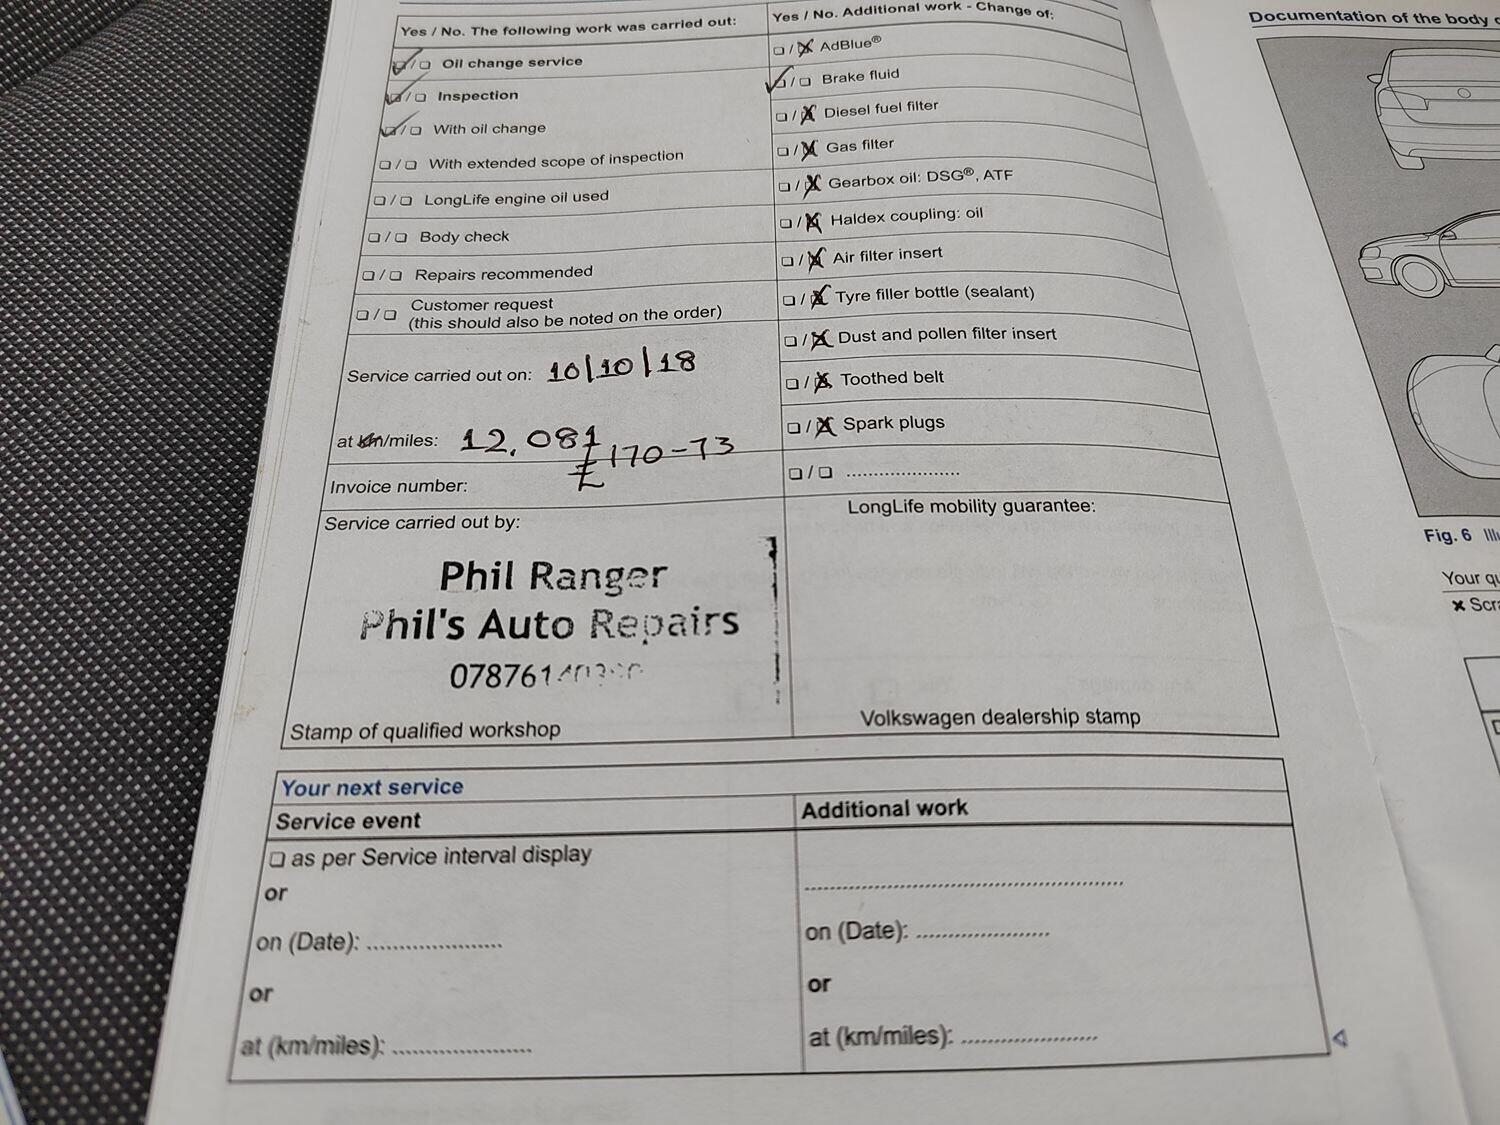 Yes / No. The following work was carried out:
☑ / ☐ Oil change service
☑ / ☐ Inspection
☑ / ☐ With oil change
☐ / ☐ With extended scope of inspection
☐ / ☐ LongLife engine oil used
☐ / ☐ Body check
☐ / ☐ Repairs recommended
☐ / ☐ Customer request
(this should also be noted on the order)
Service carried out on: 10/10/18
at km/miles: 12,081
£170-73
Invoice number:
Service carried out by:
Phil Ranger
Phil's Auto Repairs
Stamp of qualified workshop
Yes / No. Additional work - Change of:
☐ / ☒ AdBlue®
☑ / ☐ Brake fluid
☐ / ☒ Diesel fuel filter
☐ / ☒ Gas filter
☐ / ☒ Gearbox oil: DSG®, ATF
☐ / ☒ Haldex coupling: oil
☐ / ☒ Air filter insert
☐ / ☒ Tyre filler bottle (sealant)
☐ / ☒ Dust and pollen filter insert
☐ / ☒ Toothed belt
☐ / ☒ Spark plugs
☐ / ☐ .....................
LongLife mobility guarantee:
Volkswagen dealership stamp
Your next service
Service event
☐ as per Service interval display
or
on (Date): ......................
or
at (km/miles): ......................
Additional work
......................................................
on (Date): ......................
or
at (km/miles): ......................
Documentation of the body
Fig. 6
Your